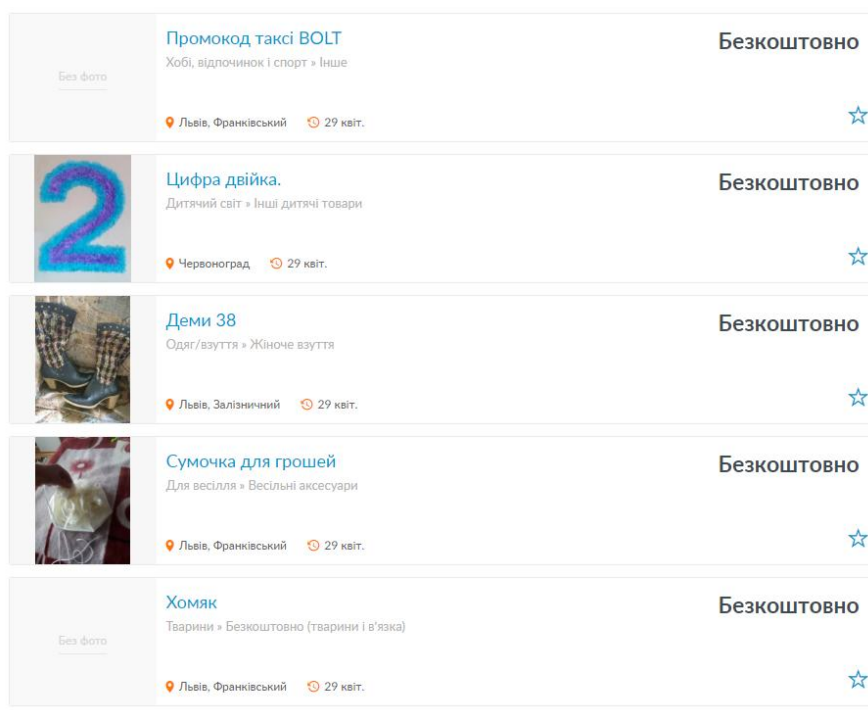 Промокод таксі BOLT
Безкоштовно
Хобі, відпочинок і спорт » Інше
Без фото
Львів, Франківський 29 квіт.
Цифра двійка.
Безкоштовно
Дитячий світ » Інші дитячі товари
2
Червоноград 29 квіт.
Деми 38
Безкоштовно
Одяг/взуття » Жіноче взуття
Львів, Залізничний 29 квіт.
Сумочка для грошей
Безкоштовно
Для весілля » Весільні аксесуари
Львів, Франківський 29 квіт.
Хомяк
Безкоштовно
Тварини » Безкоштовно (тварини і в'язка)
Без фото
Львів, Франківський 29 квіт.